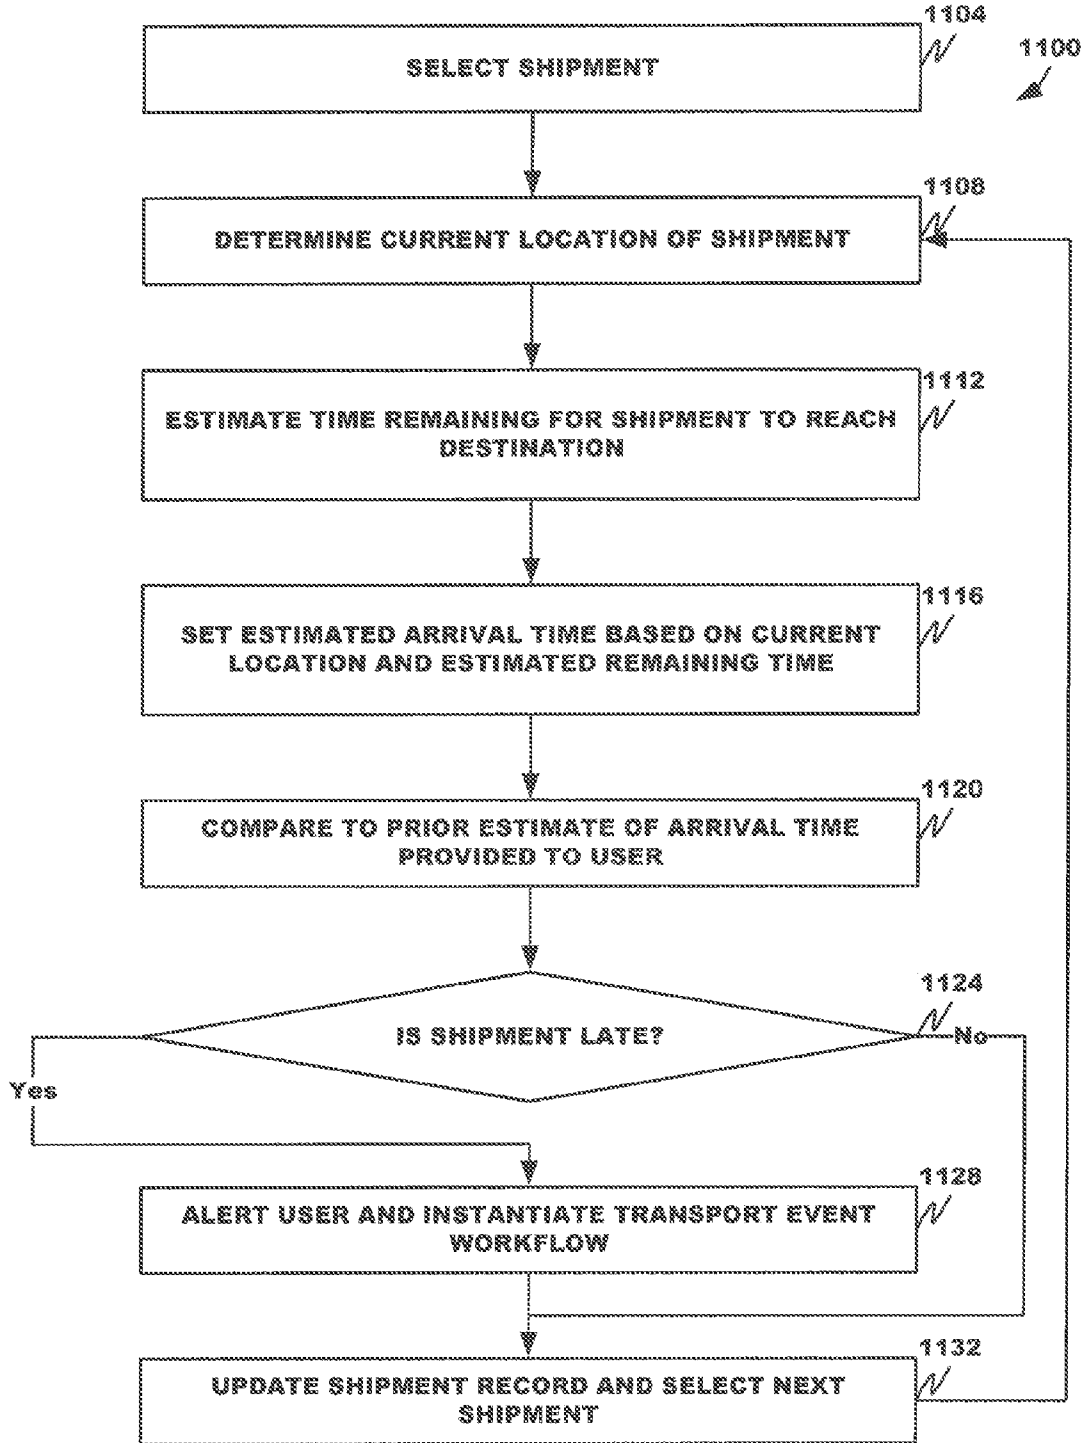 1104
1100
SELECT SHIPMENT
1108
DETERMINE CURRENT LOCATION OF SHIPMENT
1112
ESTIMATE TIME REMAINING FOR SHIPMENT TO REACH
DESTINATION
1116
SET ESTIMATED ARRIVAL TIME BASED ON CURRENT
LOCATION AND ESTIMATED REMAINING TIME
1120
COMPARE TO PRIOR ESTIMATE OF ARRIVAL TIME
PROVIDED TO USER
1124
IS SHIPMENT LATE?
No
Yes
1128
ALERT USER AND INSTANTIATE TRANSPORT EVENT
WORKFLOW
1132
UPDATE SHIPMENT RECORD AND SELECT NEXT
SHIPMENT